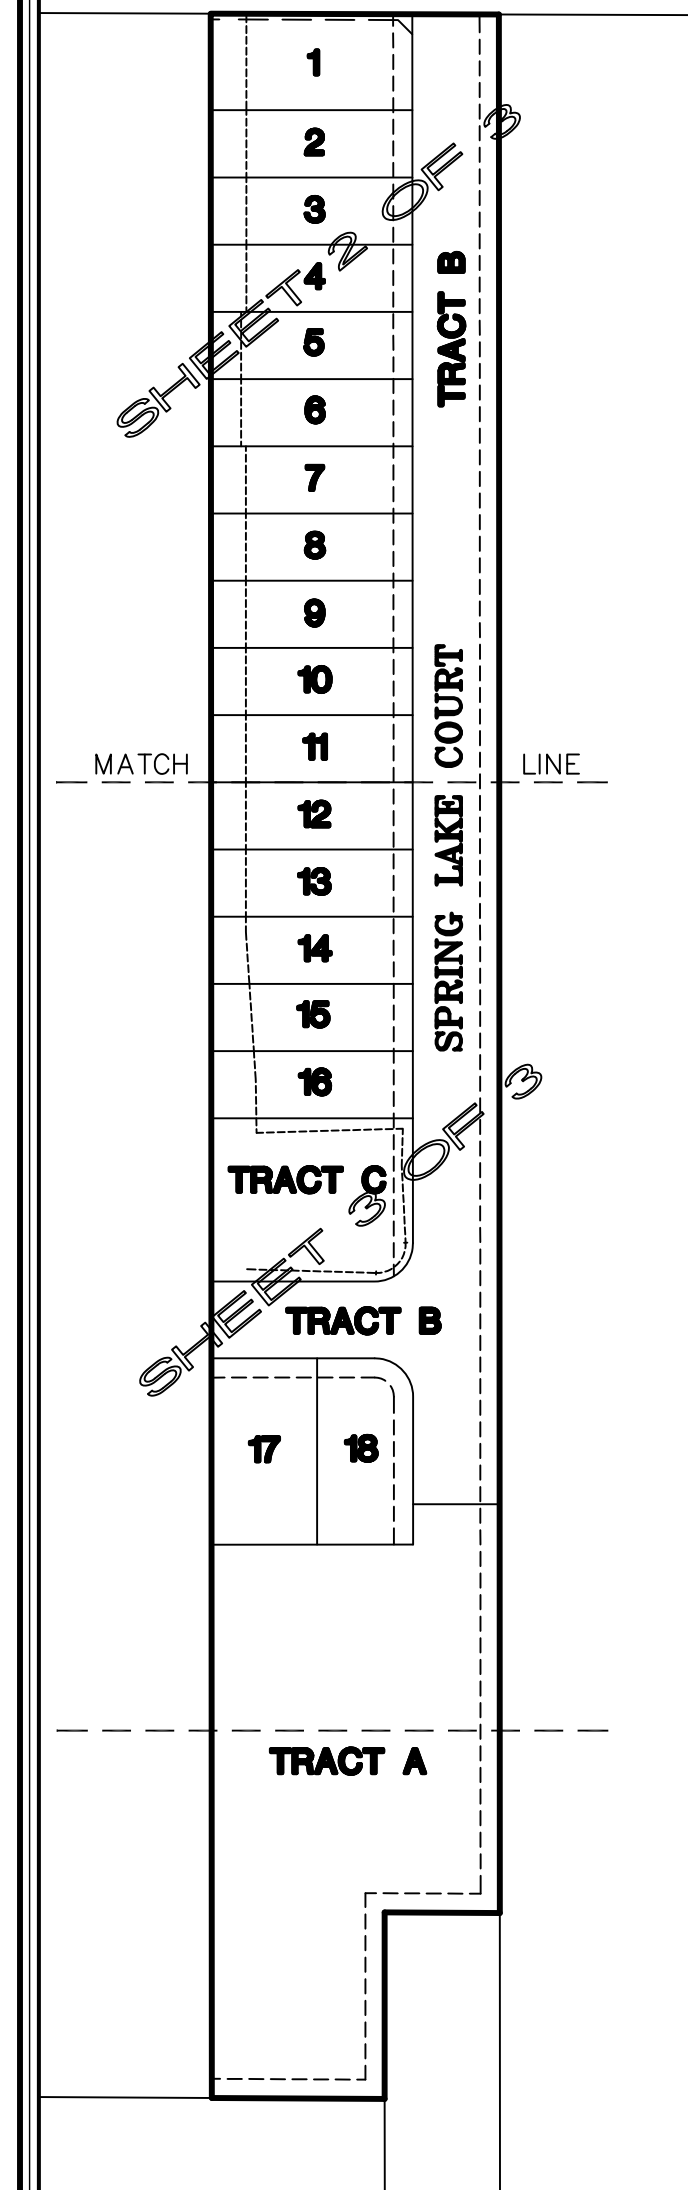 1
2
3
4
5
6
7
8
9
10
11
12
13
14
15
16
17
18
SHEET 2 OF 3
TRACT B
SPRING LAKE COURT
MATCH LINE
SHEET 3 OF 3
TRACT C
TRACT B
TRACT A